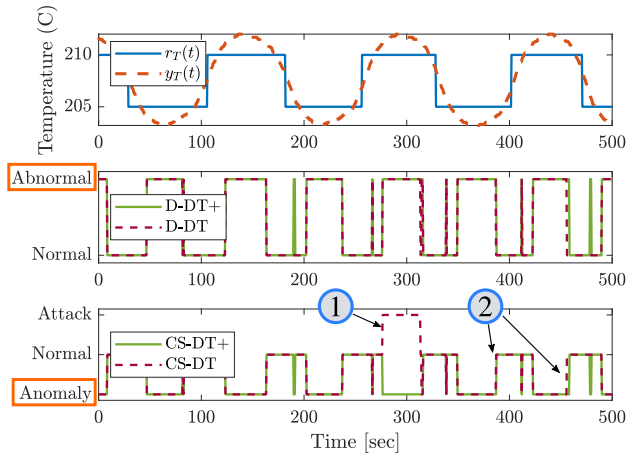 Temperature (C)
210
205
r_T(t)
y_T(t)
0 100 200 300 400 500
Abnormal
Normal
D-DT+
D-DT
0 100 200 300 400 500
1
2
Attack
Normal
Anomaly
CS-DT+
CS-DT
0 100 200 300 400 500
Time [sec]